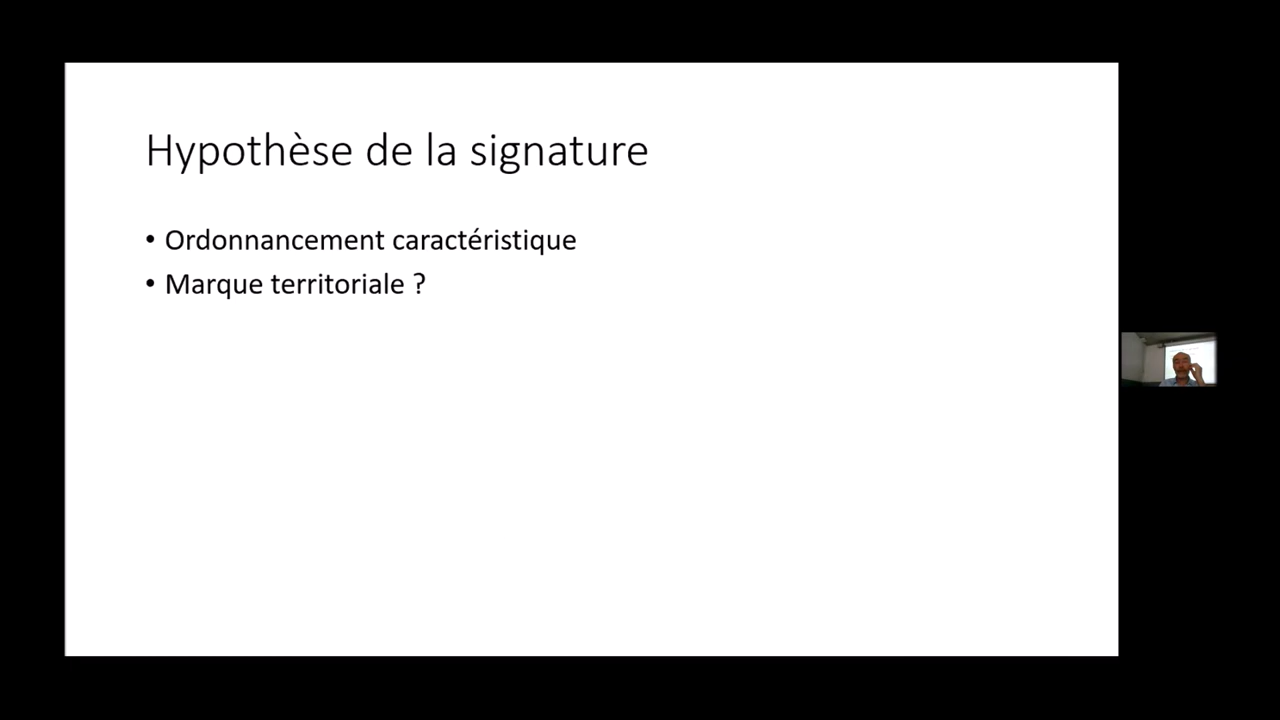 Hypothèse de la signature
• Ordonnancement caractéristique
• Marque territoriale ?